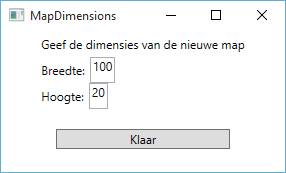 MapDimensions
Geef de dimensies van de nieuwe map
Breedte: 100
Hoogte: 20
Klaar